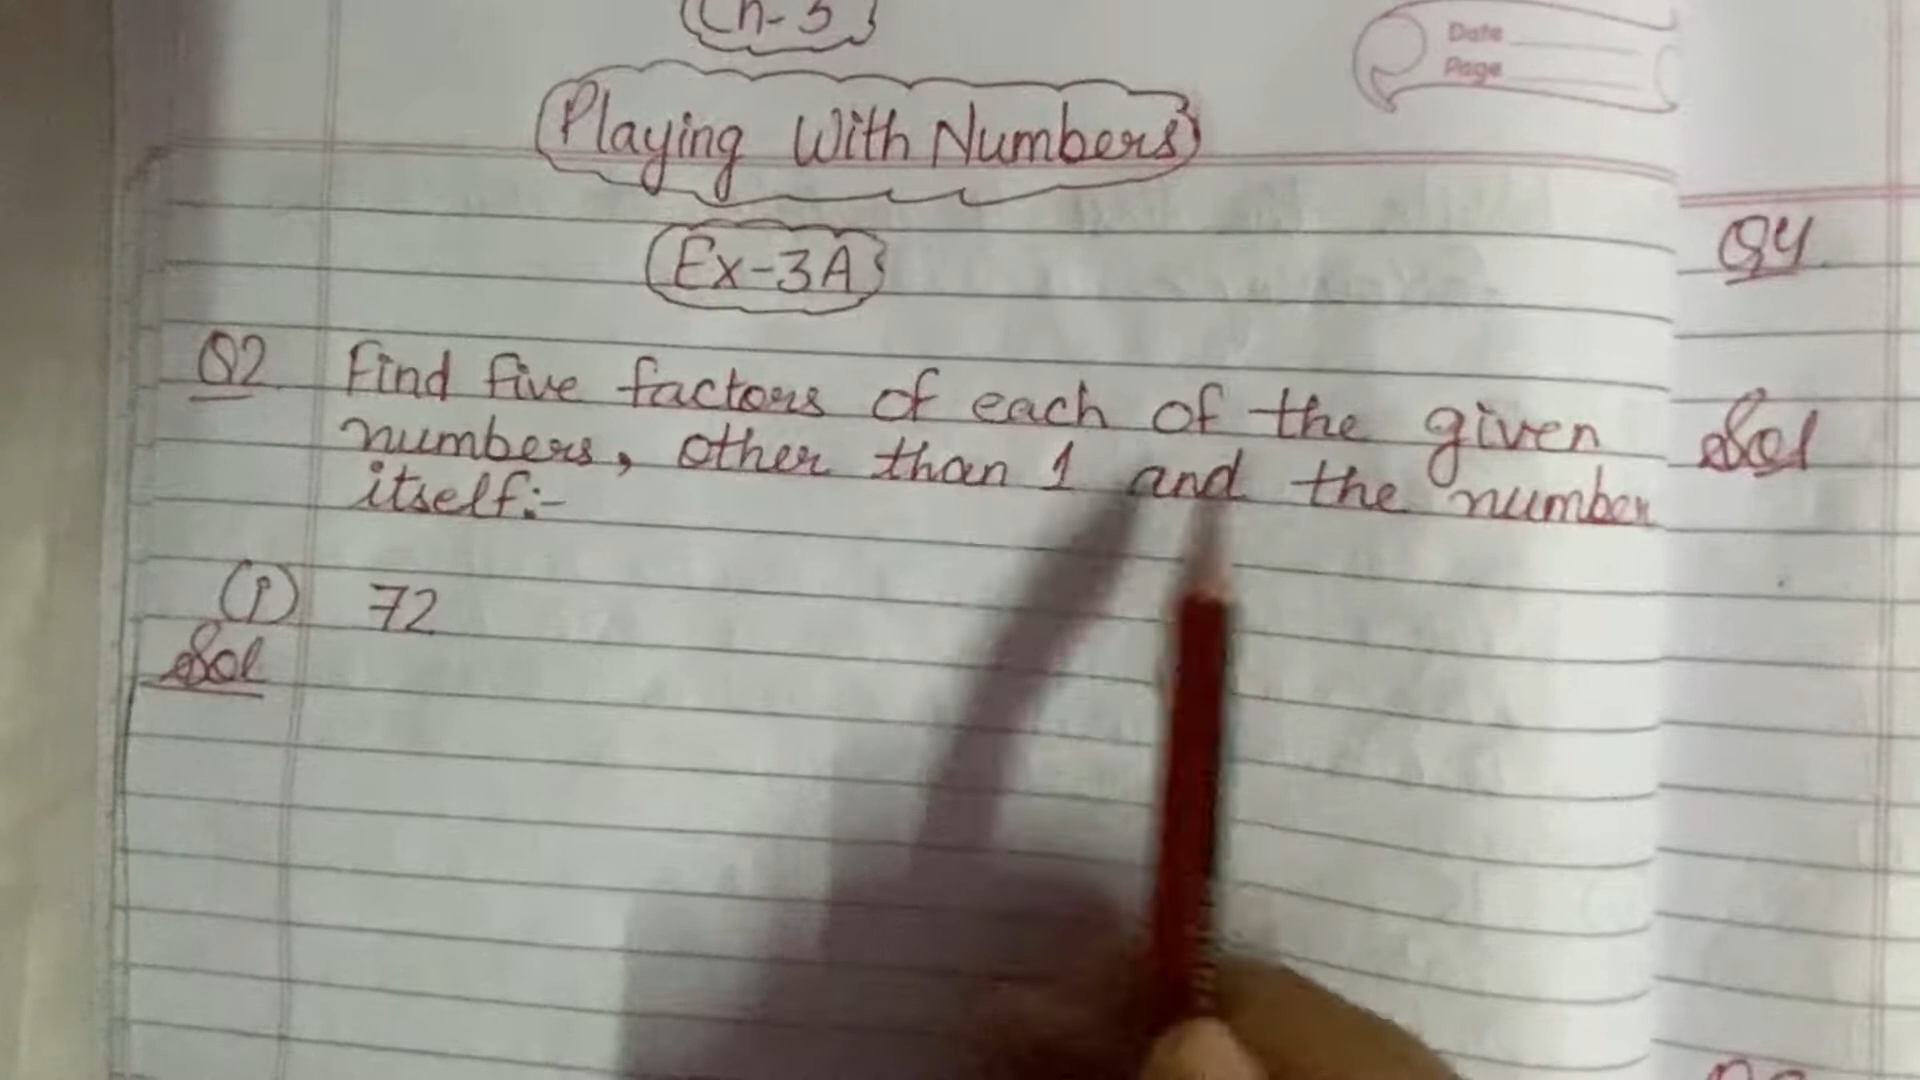 Ch-3
Date
Page
Playing With Numbers
Ex-3A
Q2 Find five factors of each of the given
numbers, other than 1 and the number
itself:-
(i) 72
Sol
Q4
Sol